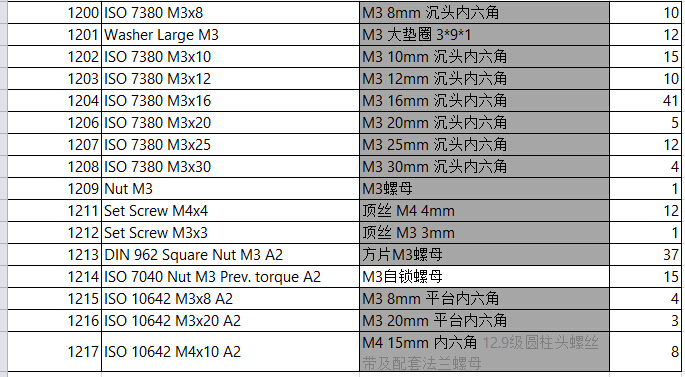 1200 ISO 7380 M3x8 M3 8mm 沉头内六角 10
1201 Washer Large M3 M3 大垫圈 3*9*1 12
1202 ISO 7380 M3x10 M3 10mm 沉头内六角 15
1203 ISO 7380 M3x12 M3 12mm 沉头内六角 10
1204 ISO 7380 M3x16 M3 16mm 沉头内六角 41
1206 ISO 7380 M3x20 M3 20mm 沉头内六角 5
1207 ISO 7380 M3x25 M3 25mm 沉头内六角 12
1208 ISO 7380 M3x30 M3 30mm 沉头内六角 4
1209 Nut M3 M3螺母 1
1211 Set Screw M4x4 顶丝 M4 4mm 12
1212 Set Screw M3x3 顶丝 M3 3mm 1
1213 DIN 962 Square Nut M3 A2 方片M3螺母 37
1214 ISO 7040 Nut M3 Prev. torque A2 M3自锁螺母 15
1215 ISO 10642 M3x8 A2 M3 8mm 平台内六角 4
1216 ISO 10642 M3x20 A2 M3 20mm 平台内六角 3
1217 ISO 10642 M4x10 A2 M4 15mm 内六角 12.9级圆柱头螺丝 8
带及配套法兰螺母